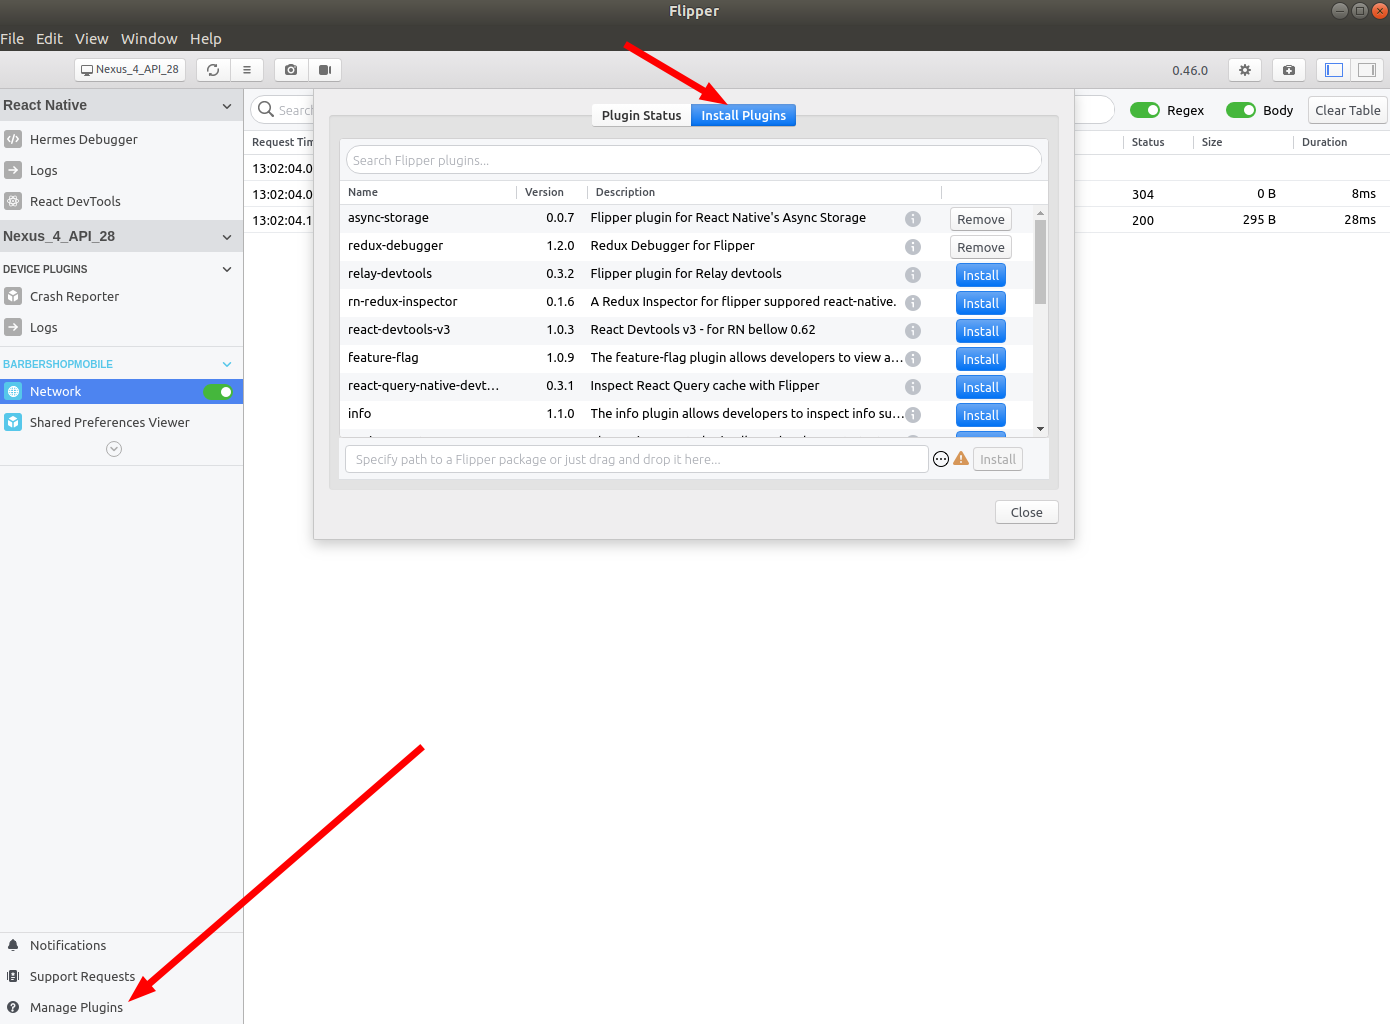 Flipper
File Edit View Window Help
Nexus_4_API_28
0.46.0
React Native
Hermes Debugger
Logs
React DevTools
Nexus_4_API_28
DEVICE PLUGINS
Crash Reporter
Logs
BARBERSHOPMOBILE
Network
Shared Preferences Viewer
Notifications
Support Requests
Manage Plugins
Regex Body Clear Table
Request Status Size Duration
13:02:04.0
13:02:04.0 304 0 B 8ms
13:02:04.1 200 295 B 28ms
Plugin Status Install Plugins
Search Flipper plugins...
Name Version Description
async-storage 0.0.7 Flipper plugin for React Native's Async Storage Remove
redux-debugger 1.2.0 Redux Debugger for Flipper Remove
relay-devtools 0.3.2 Flipper plugin for Relay devtools Install
rn-redux-inspector 0.1.6 A Redux Inspector for flipper suppored react-native. Install
react-devtools-v3 1.0.3 React Devtools v3 - for RN bellow 0.62 Install
feature-flag 1.0.9 The feature-flag plugin allows developers to view a... Install
react-query-native-devt... 0.3.1 Inspect React Query cache with Flipper Install
info 1.1.0 The info plugin allows developers to inspect info su... Install
Specify path to a Flipper package or just drag and drop it here... Install
Close